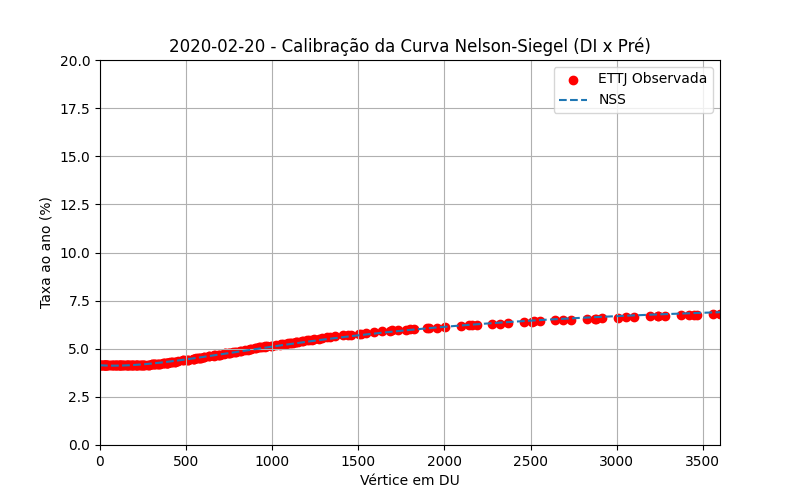 2020-02-20 - Calibração da Curva Nelson-Siegel (DI x Pré)
ETTJ Observada
NSS
Taxa ao ano (%)
20.0
17.5
15.0
12.5
10.0
7.5
5.0
2.5
0.0
0 500 1000 1500 2000 2500 3000 3500
Vértice em DU